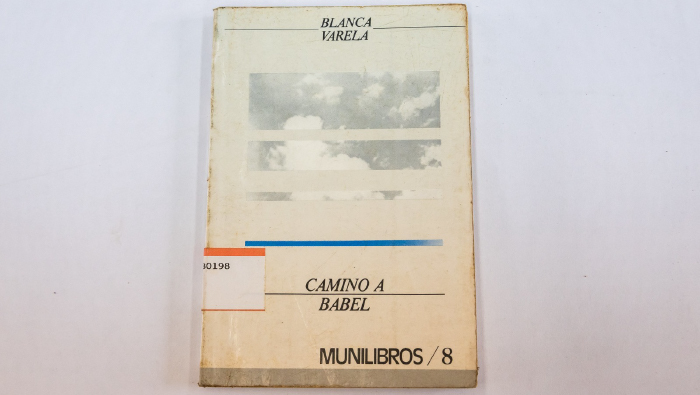 BLANCA
VARELA
30198
CAMINO A
BABEL
MUNILIBROS / 8